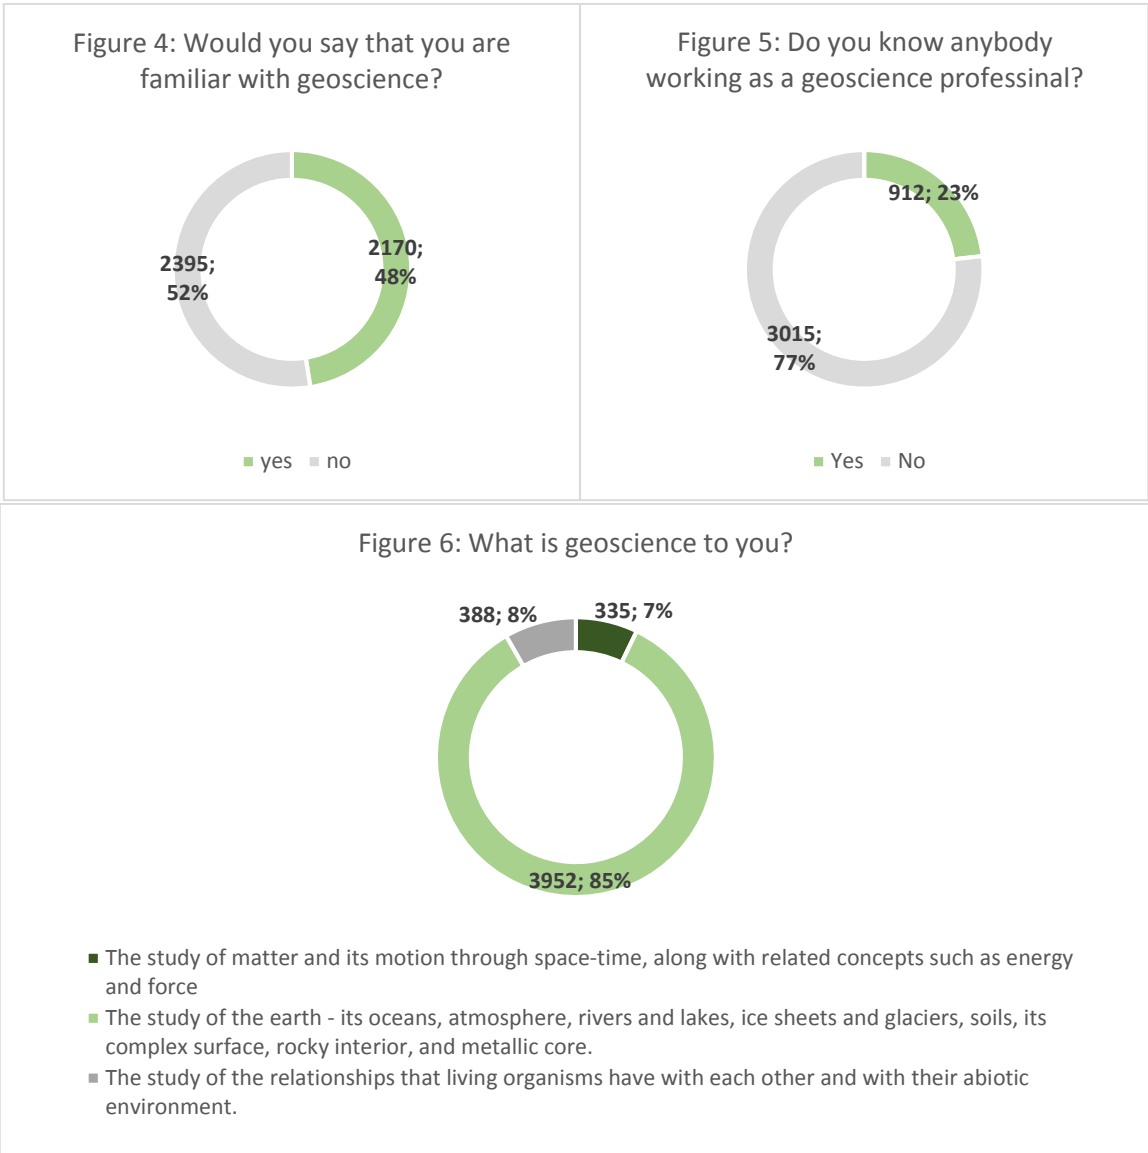 Figure 4: Would you say that you are
familiar with geoscience?
2170;
48%
2395;
52%
yes no
Figure 5: Do you know anybody
working as a geoscience professinal?
912; 23%
3015;
77%
Yes No
Figure 6: What is geoscience to you?
388; 8% 335; 7%
3952; 85%
The study of matter and its motion through space-time, along with related concepts such as energy
and force
The study of the earth - its oceans, atmosphere, rivers and lakes, ice sheets and glaciers, soils, its
complex surface, rocky interior, and metallic core.
The study of the relationships that living organisms have with each other and with their abiotic
environment.